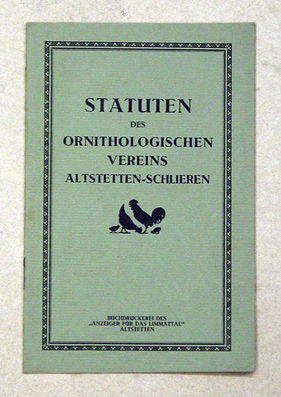 STATUTEN
DES
ORNITHOLOGISCHEN
VEREINS
ALTSTETTEN-SCHLIEREN
BUCHDRUCKEREI DES
„ANZEIGER FÜR DAS LIMMATTAL"
ALTSTETTEN